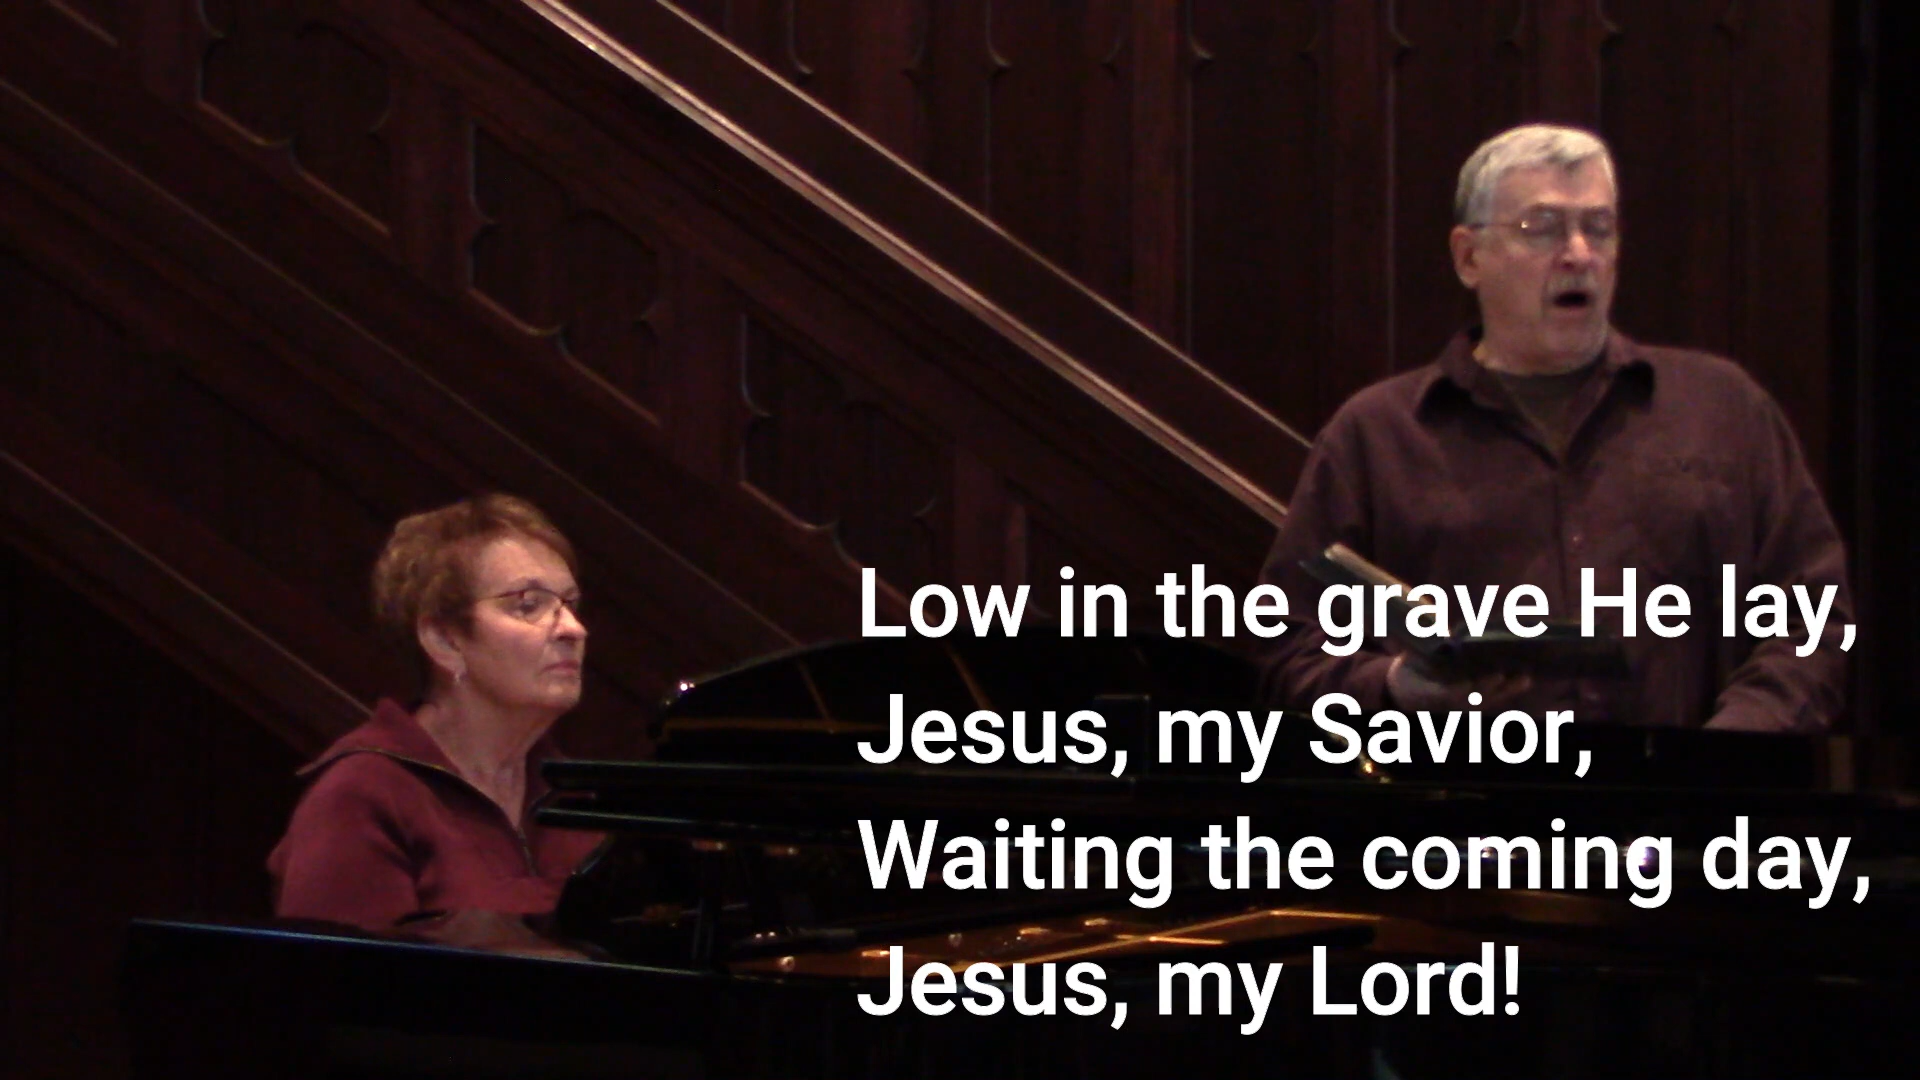 Low in the grave He lay,
Jesus, my Savior,
Waiting the coming day,
Jesus, my Lord!